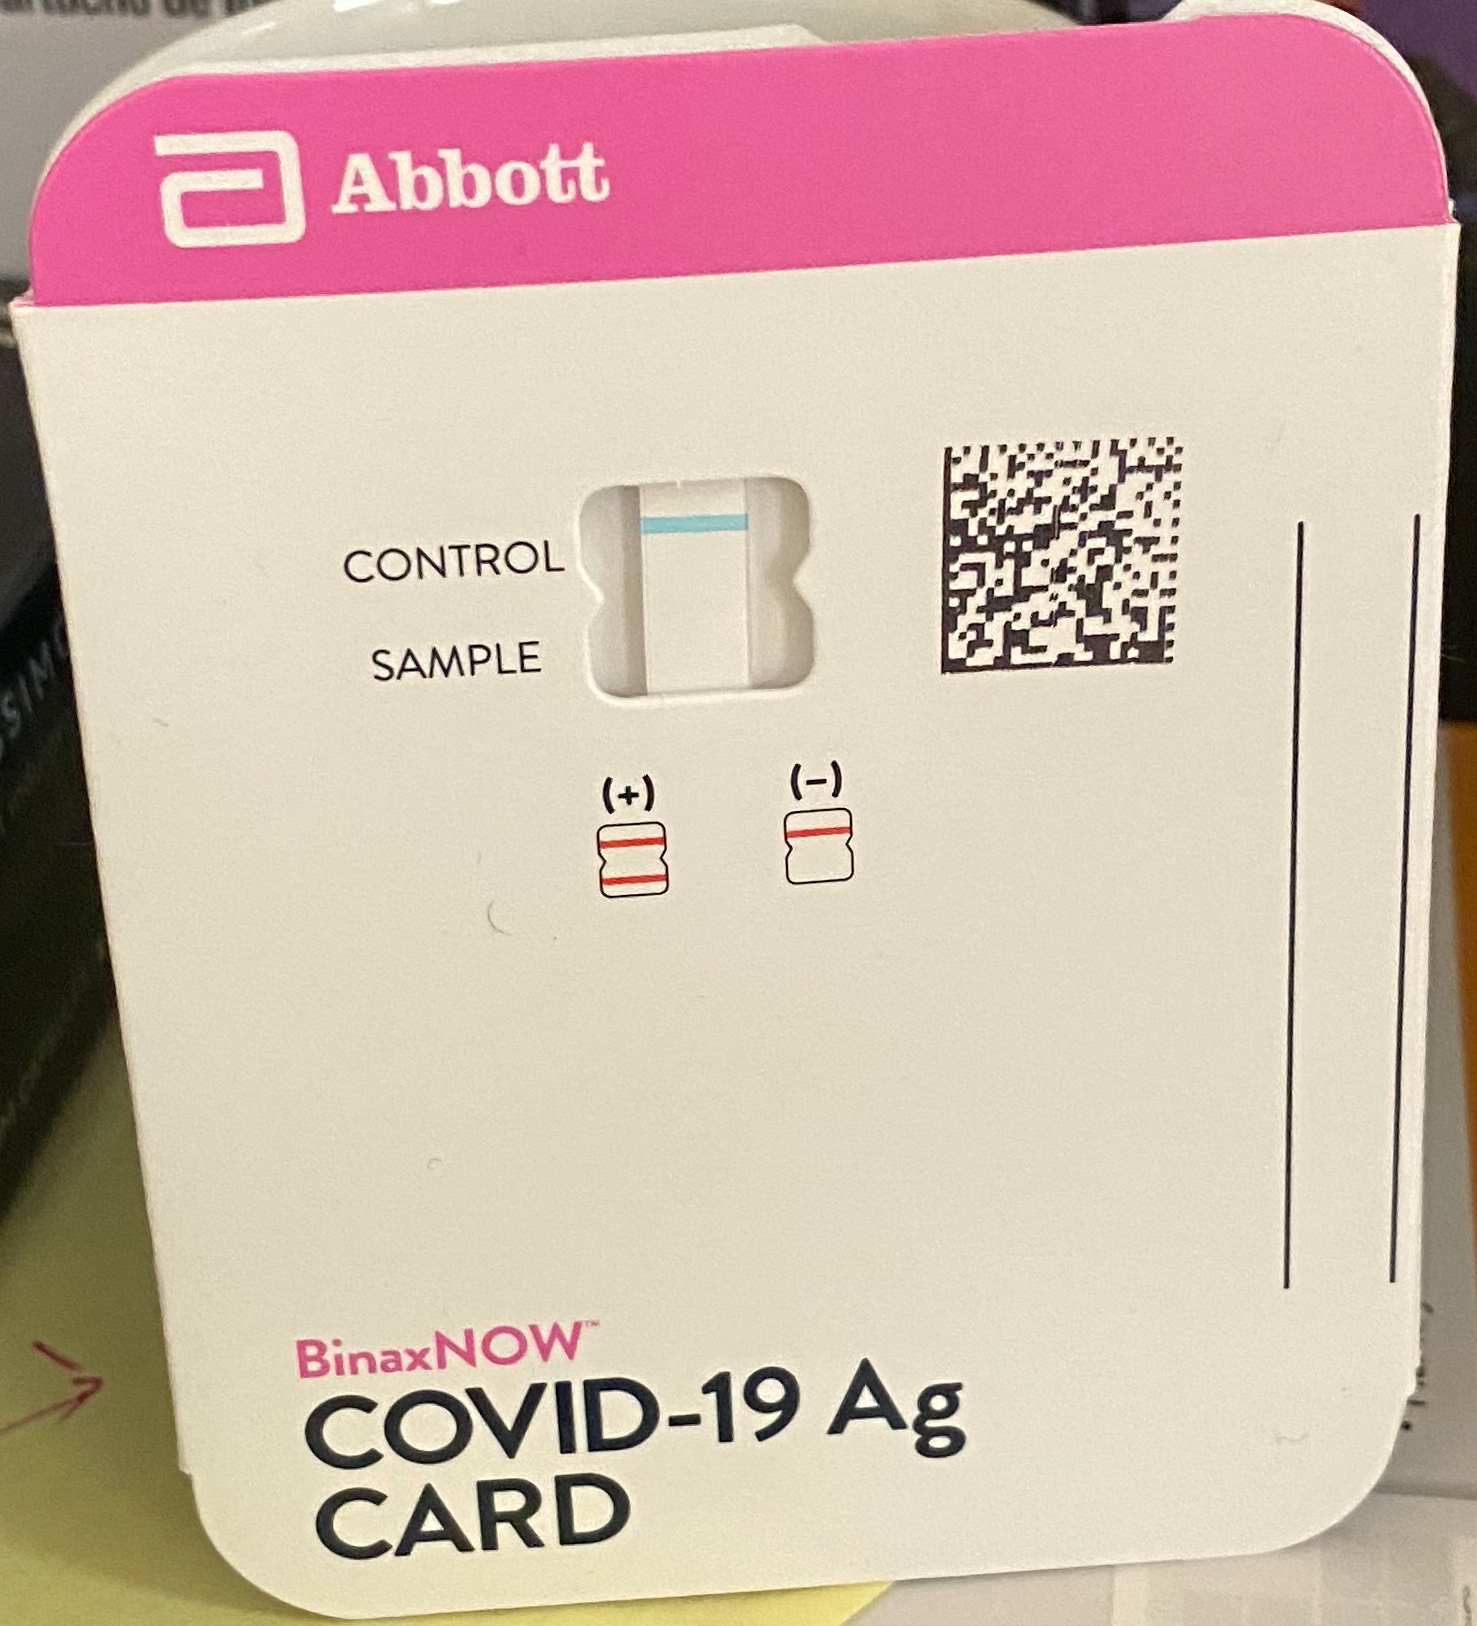 Abbott
CONTROL
SAMPLE
(+)
(-)
BinaxNOW™
COVID-19 Ag
CARD